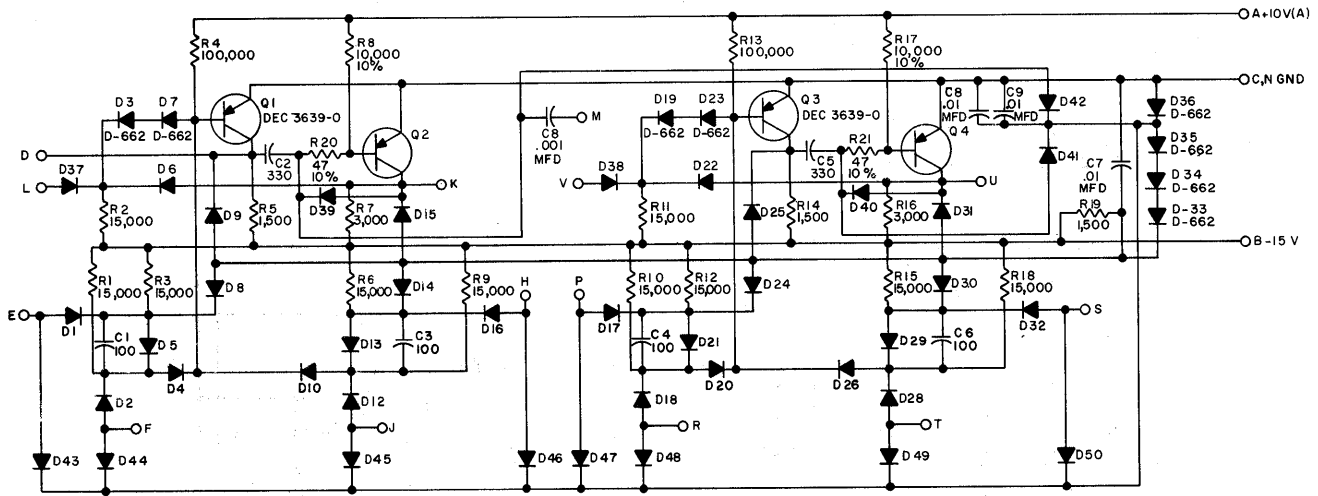 A+10V(A)
R4
100,000
R8
10,000
10%
R13
100,000
R17
10,000
10%
C,N GND
D3
D-662
D7
D-662
Q1
DEC 3639-0
Q2
C8
.001
MFD
M
D19
D-662
D23
D-662
Q3
DEC 3639-0
Q4
C8
.01
MFD
C9
.01
MFD
D42
D36
D-662
D35
D-662
D34
D-662
D-33
D-662
D
L
D37
D6
C2
330
R20
47
10%
K
V
D38
D22
C5
330
R21
47
10%
U
D41
C7
.01
MFD
R2
15,000
D9
R5
1,500
D39
R7
3,000
D15
R11
15,000
D25
R14
1,500
D40
R16
3,000
D31
R19
1,500
B-15 V
R1
15,000
R3
15,000
D8
R6
15,000
D14
R9
15,000
H
P
R10
15,000
R12
15,000
D24
R15
15,000
D30
R18
15,000
E
D1
C1
100
D5
D13
C3
100
D16
D17
C4
100
D21
D29
C6
100
D32
S
D4
D10
D20
D26
D2
F
D12
J
D18
R
D28
T
D43
D44
D45
D46
D47
D48
D49
D50